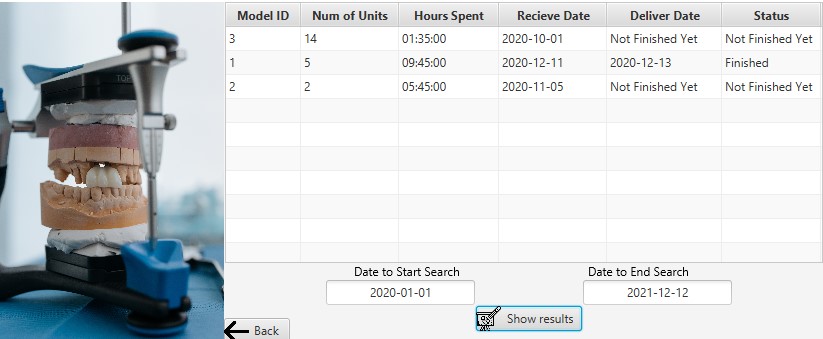 Model ID Num of Units Hours Spent Recieve Date Deliver Date Status
3 14 01:35:00 2020-10-01 Not Finished Yet Not Finished Yet
1 5 09:45:00 2020-12-11 2020-12-13 Finished
2 2 05:45:00 2020-11-05 Not Finished Yet Not Finished Yet
Date to Start Search Date to End Search
2020-01-01 2021-12-12
Show results
Back